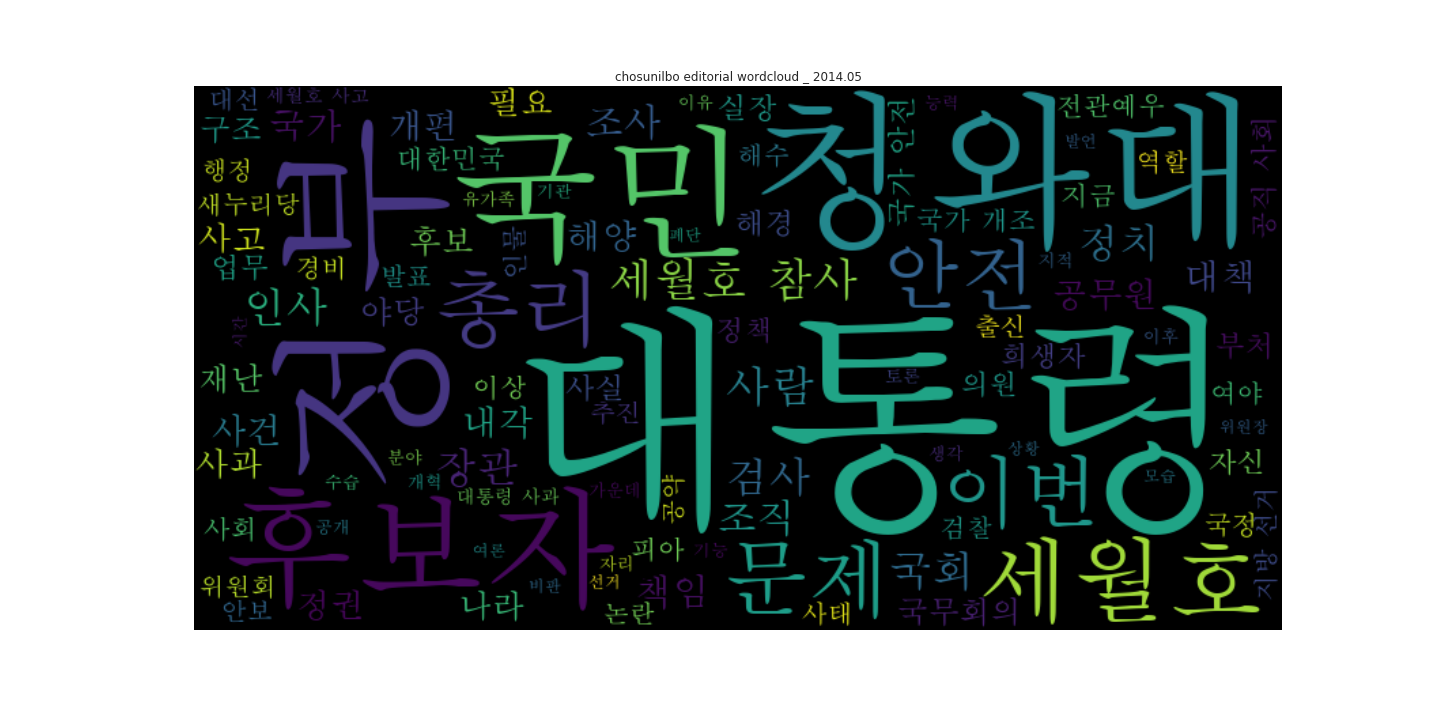 chosunilbo editorial wordcloud _ 2014.05
대선 세월호 사고 필요 이유 실장 능력 전관예우
구조 국가 개편 조사 청와대 국가 안전 발언 공직 사회
대한민국 국민 해수 역할
행정 정부 유가족 기관 지금
새누리당 해경 국가 개조
사고 후보 인물 해양 폐단 정치
업무 경비 발표 세월호 참사 안전 지적 대책
인사 야당 총리 공무원
시간 정책 출신 이후
희생자 부처
재난 이상 사실 대통령 사람 토론 의원 여야
사건 내각 추진 위원장
사과 분야 장관 검사 생각 상황 자신
수습 개혁 대통령 사과 가운데 공약 이번 모습
후보자 조직 지방 선거
사회 공개 검찰 국정
여론 피아 기능 문제 국회 세월호
위원회 비판 자리 선거 책임
안보 정권 나라 논란 사태 국무회의